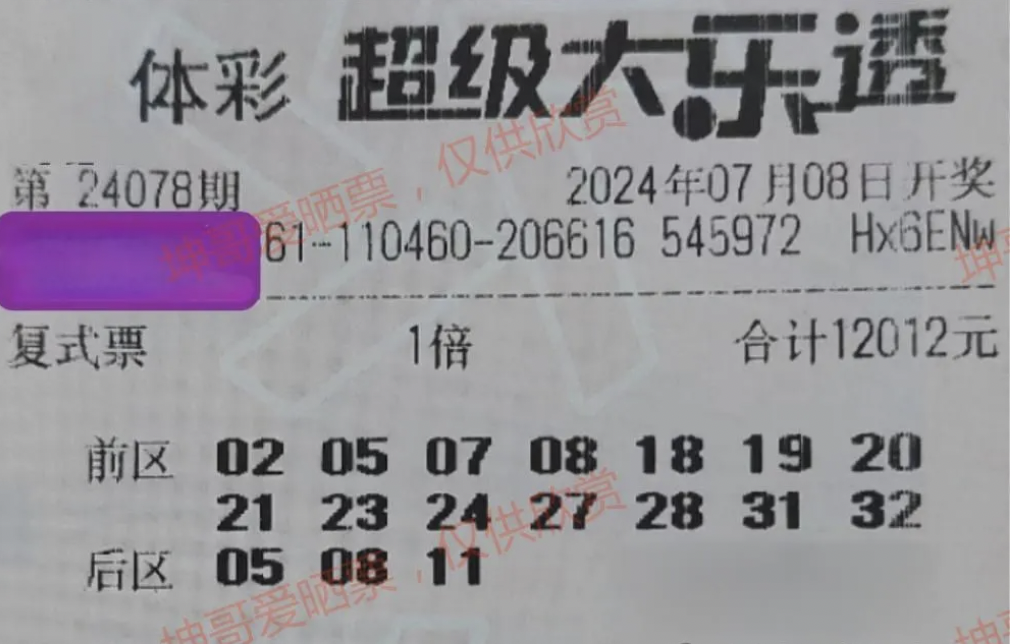 体彩 超级大乐透
第 24078期 2024年07月08日开奖
61-110460-206616 545972 Hx6ENw
复式票 1倍 合计12012元
前区 02 05 07 08 18 19 20
21 23 24 27 28 31 32
后区 05 08 11
坤哥爱晒票，仅供欣赏
坤哥爱晒票，仅供欣赏
坤哥
坤哥